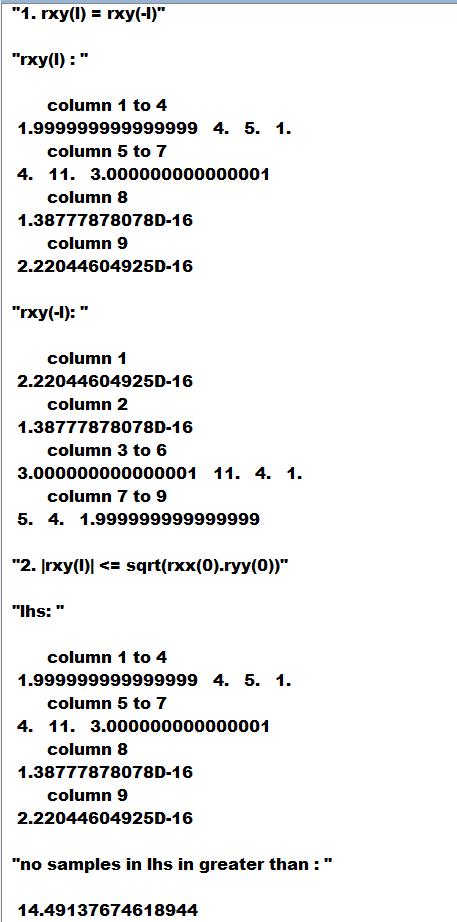 "1. rxy(l) = rxy(-l)"
"rxy(l) : "
column 1 to 4
1.999999999999999 4. 5. 1.
column 5 to 7
4. 11. 3.000000000000001
column 8
1.38777878078D-16
column 9
2.22044604925D-16
"rxy(-l): "
column 1
2.22044604925D-16
column 2
1.38777878078D-16
column 3 to 6
3.000000000000001 11. 4. 1.
column 7 to 9
5. 4. 1.999999999999999
"2. |rxy(l)| <= sqrt(rxx(0).ryy(0))"
"lhs: "
column 1 to 4
1.999999999999999 4. 5. 1.
column 5 to 7
4. 11. 3.000000000000001
column 8
1.38777878078D-16
column 9
2.22044604925D-16
"no samples in lhs in greater than : "
14.49137674618944